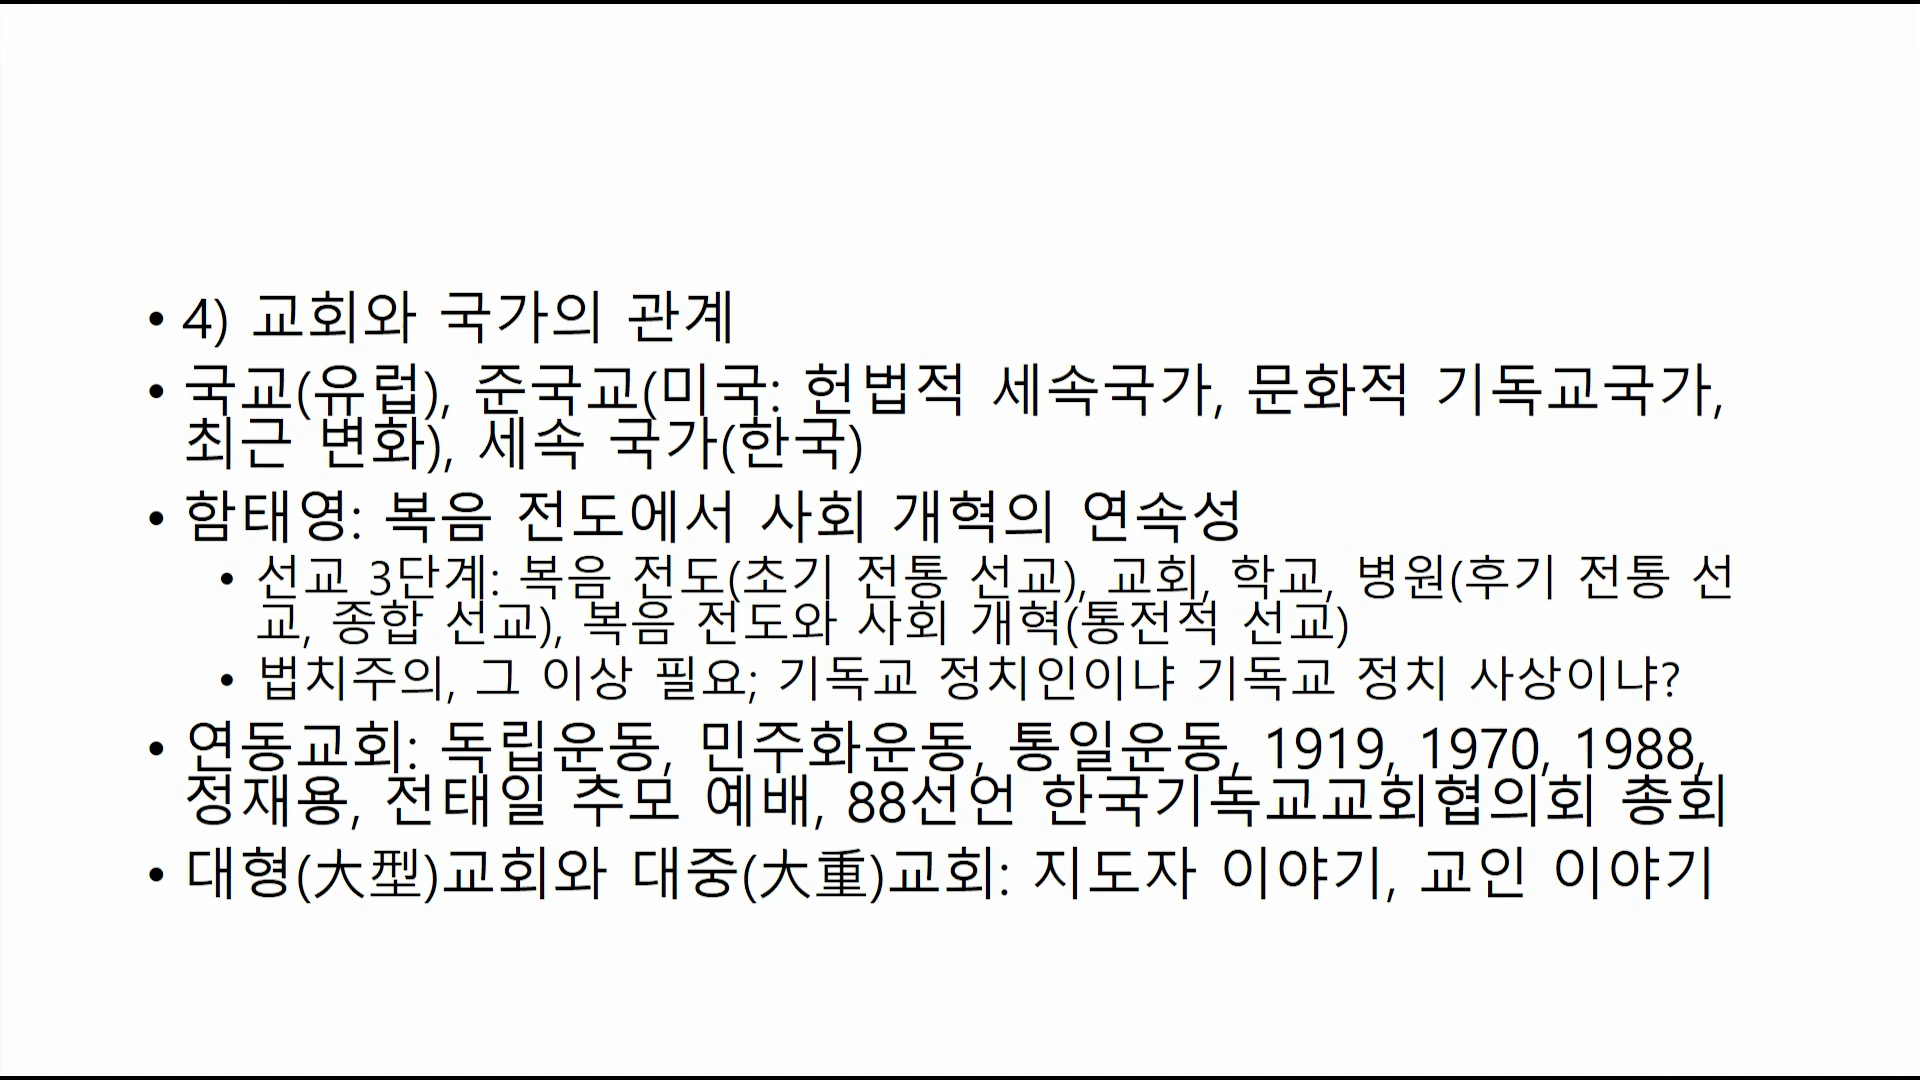 • 4) 교회와 국가의 관계
• 국교(유럽), 준국교(미국: 헌법적 세속국가, 문화적 기독교국가,
최근 변화), 세속 국가(한국)
• 함태영: 복음 전도에서 사회 개혁의 연속성
• 선교 3단계: 복음 전도(초기 전통 선교), 교회, 학교, 병원(후기 전통 선
교, 종합 선교), 복음 전도와 사회 개혁(통전적 선교)
• 법치주의, 그 이상 필요; 기독교 정치인이냐 기독교 정치 사상이냐?
• 연동교회: 독립운동, 민주화운동, 통일운동, 1919, 1970, 1988,
정재용, 전태일 추모 예배, 88선언 한국기독교교회협의회 총회
• 대형(大型)교회와 대중(大重)교회: 지도자 이야기, 교인 이야기